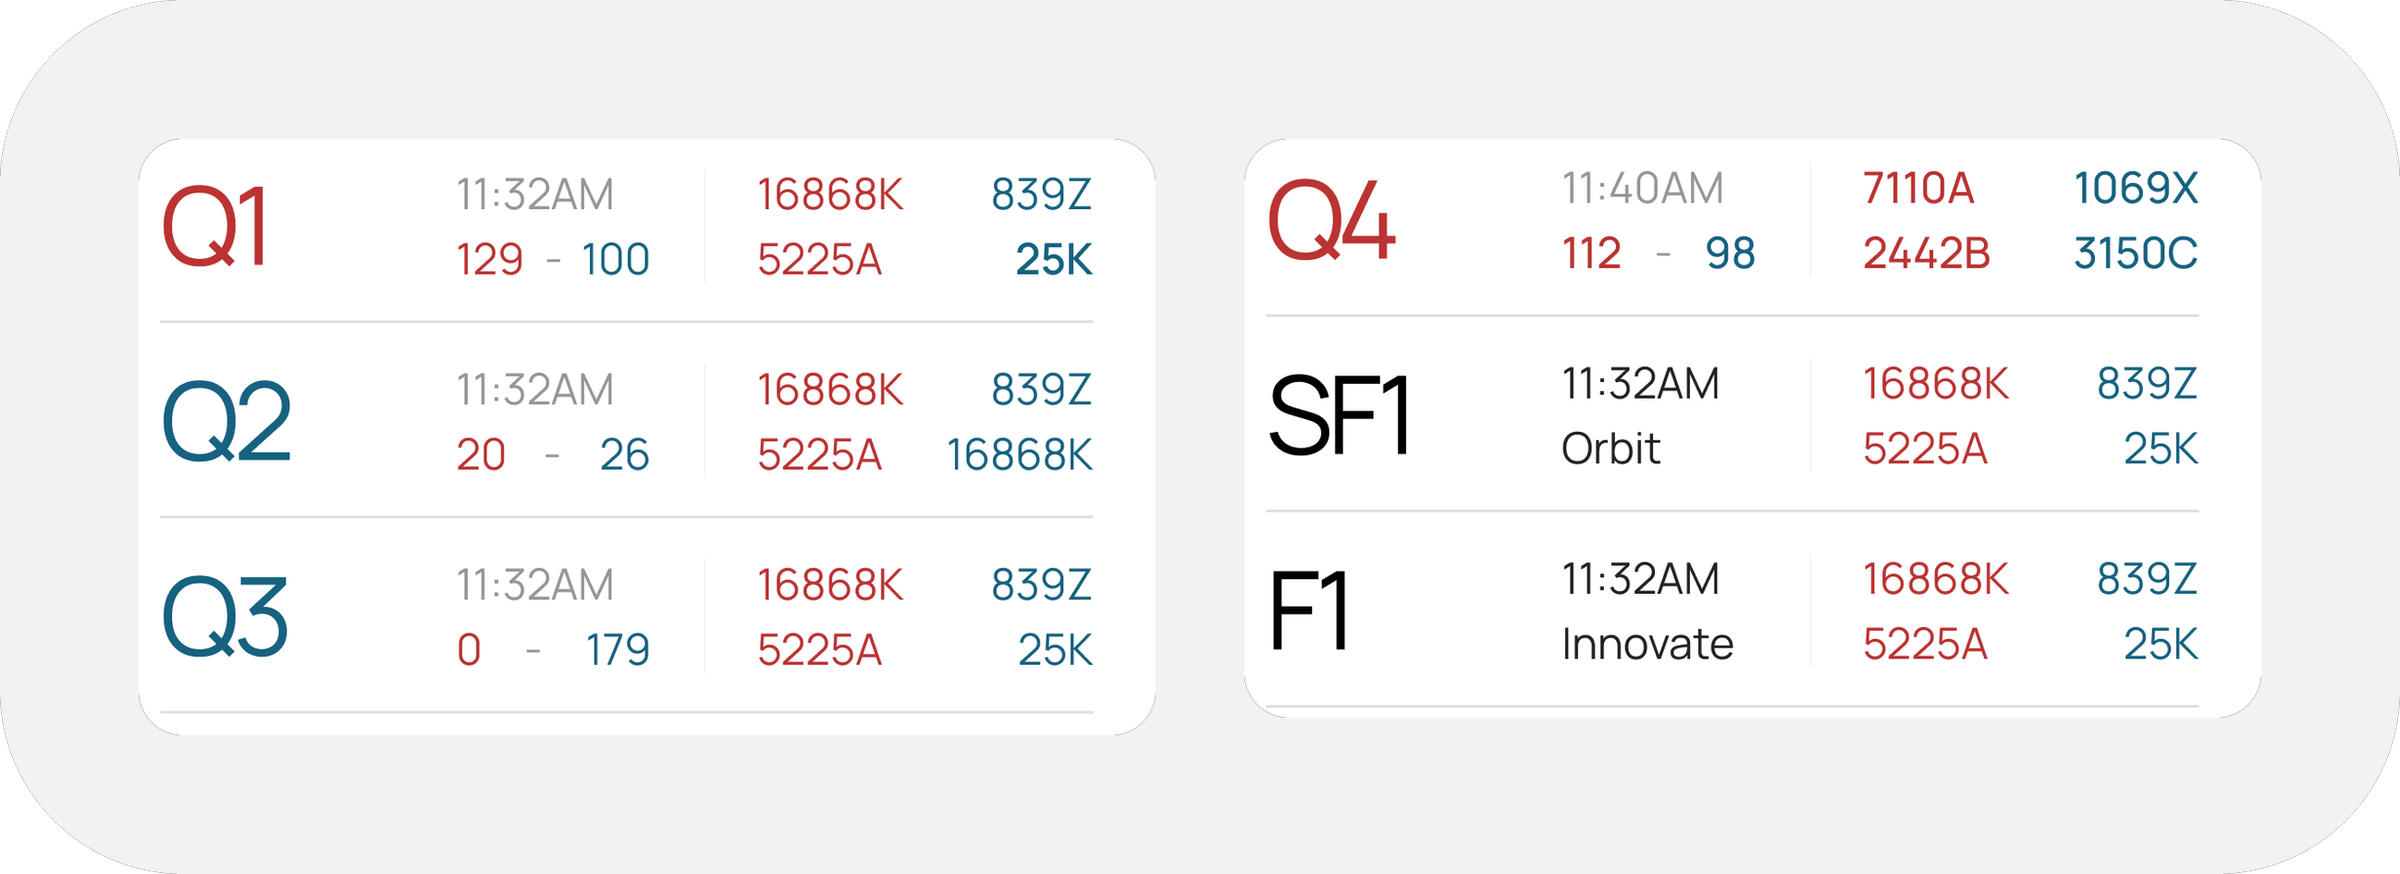 Q1 11:32AM 16868K 839Z
129 - 100 5225A 25K
Q2 11:32AM 16868K 839Z
20 - 26 5225A 16868K
Q3 11:32AM 16868K 839Z
0 - 179 5225A 25K
Q4 11:40AM 7110A 1069X
112 - 98 2442B 3150C
SF1 11:32AM 16868K 839Z
Orbit 5225A 25K
F1 11:32AM 16868K 839Z
Innovate 5225A 25K